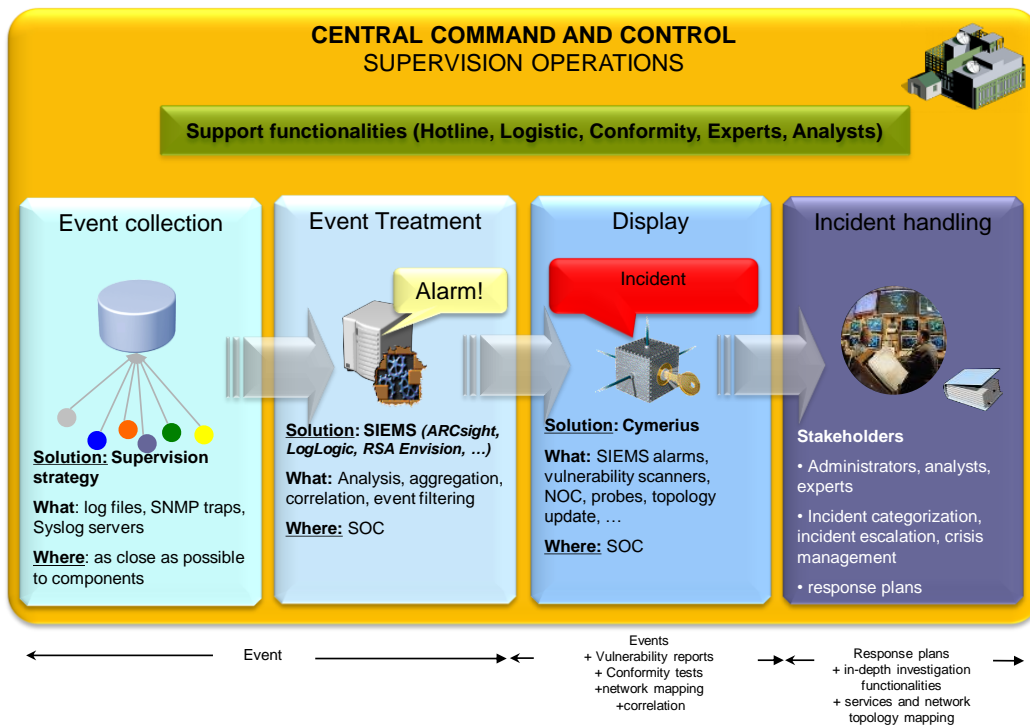 CENTRAL COMMAND AND CONTROL
SUPERVISION OPERATIONS
Support functionalities (Hotline, Logistic, Conformity, Experts, Analysts)
Event collection
Solution: Supervision
strategy
What: log files, SNMP traps,
Syslog servers
Where: as close as possible
to components
Event Treatment
Alarm!
Solution: SIEMS (ARCsight,
LogLogic, RSA Envision, …)
What: Analysis, aggregation,
correlation, event filtering
Where: SOC
Display
Incident
Solution: Cymerius
What: SIEMS alarms,
vulnerability scanners,
NOC, probes, topology
update, …
Where: SOC
Incident handling
Stakeholders
• Administrators, analysts,
experts
• Incident categorization,
incident escalation, crisis
management
• response plans
Event
Events
+ Vulnerability reports
+ Conformity tests
+network mapping
+correlation
Response plans
+ in-depth investigation
functionalities
+ services and network
topology mapping